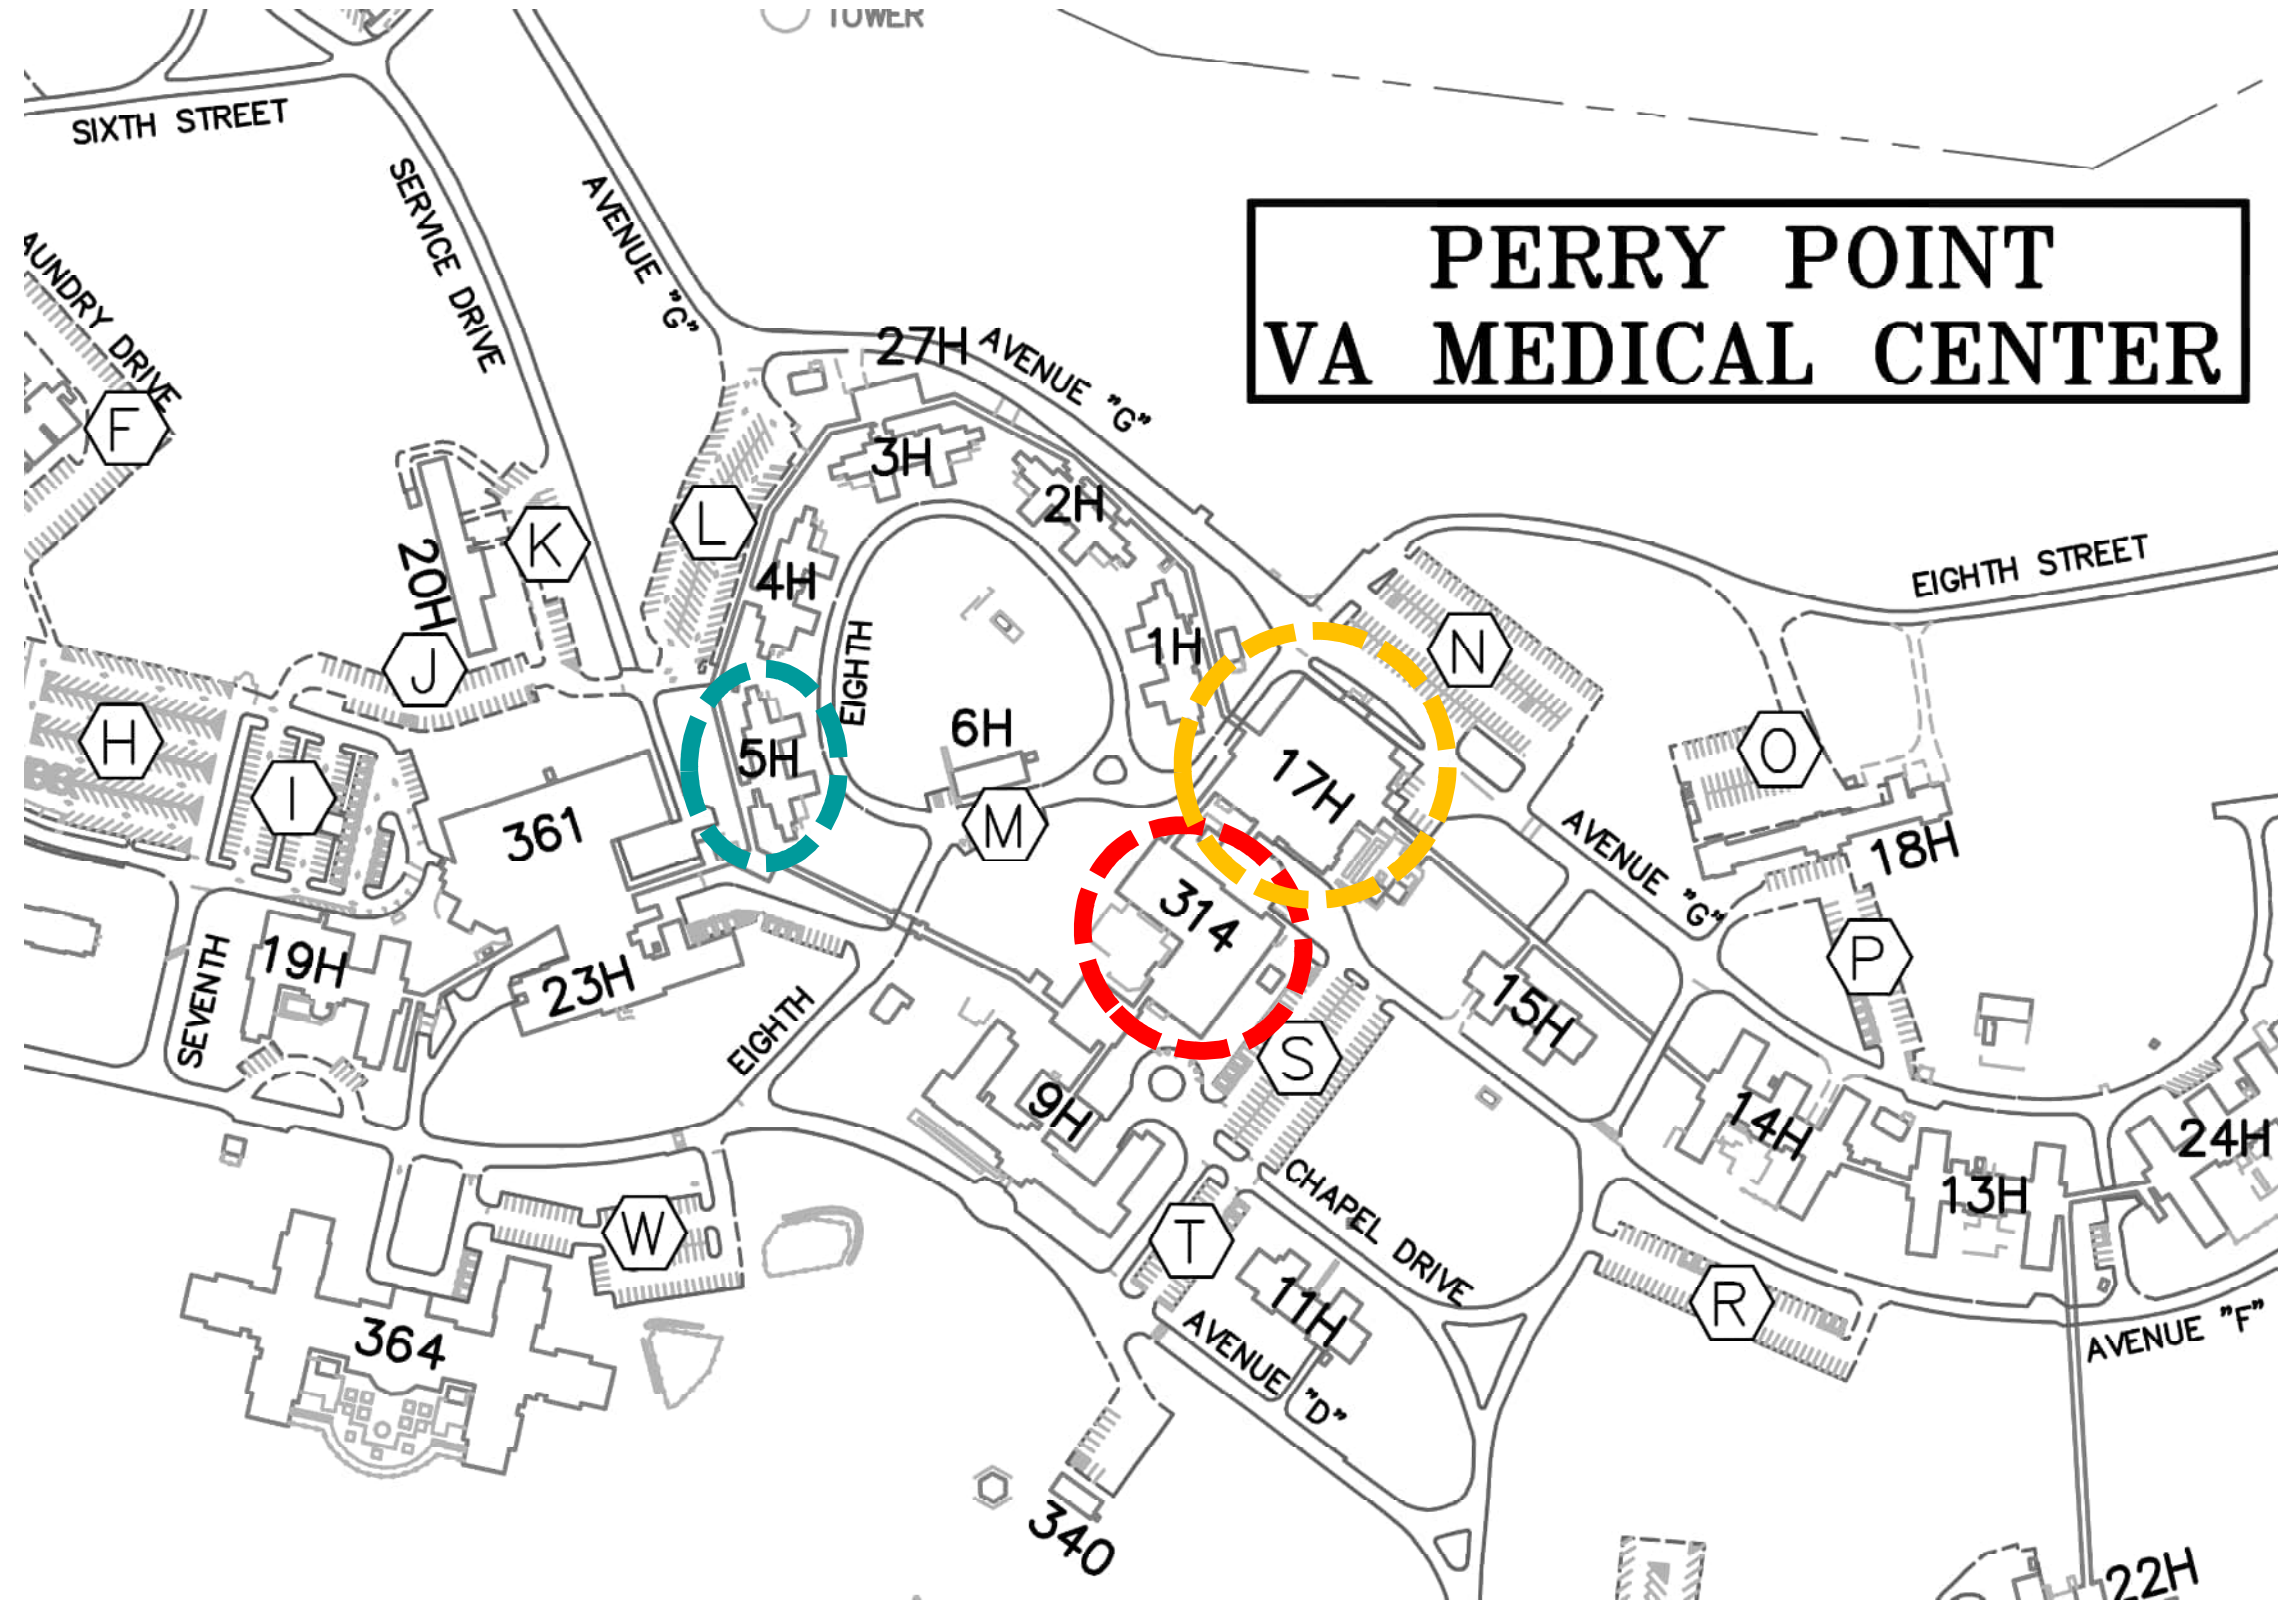 TOWER
SIXTH STREET
SERVICE DRIVE
AVENUE "G"
PERRY POINT
VA MEDICAL CENTER
AUNDRY DRIVE
27H
AVENUE "G"
F
3H
2H
L
K
20H
4H
EIGHTH STREET
1H
N
J
EIGHTH
H
5H
6H
17H
O
I
361
M
AVENUE "G"
18H
314
P
19H
SEVENTH
23H
15H
EIGHTH
S
9H
14H
24H
13H
CHAPEL DRIVE
W
T
11H
R
AVENUE "F"
364
AVENUE "D"
340
22H